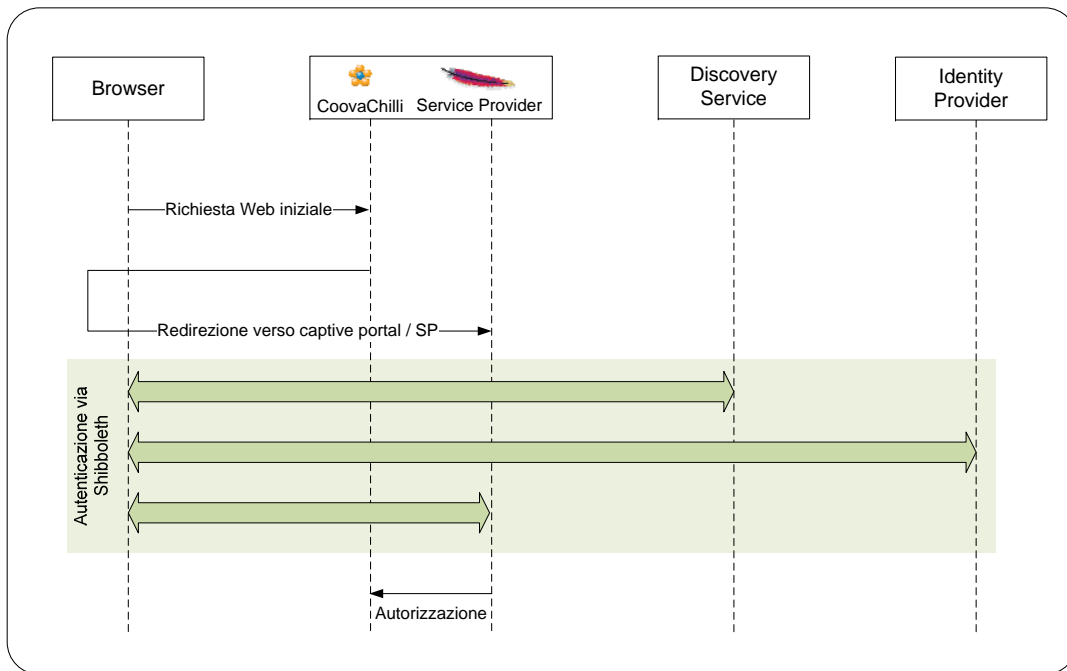 Browser
CoovaChilli
Service Provider
Discovery
Service
Identity
Provider
Richiesta Web iniziale
Redirezione verso captive portal / SP
Autenticazione via
Shibboleth
Autorizzazione